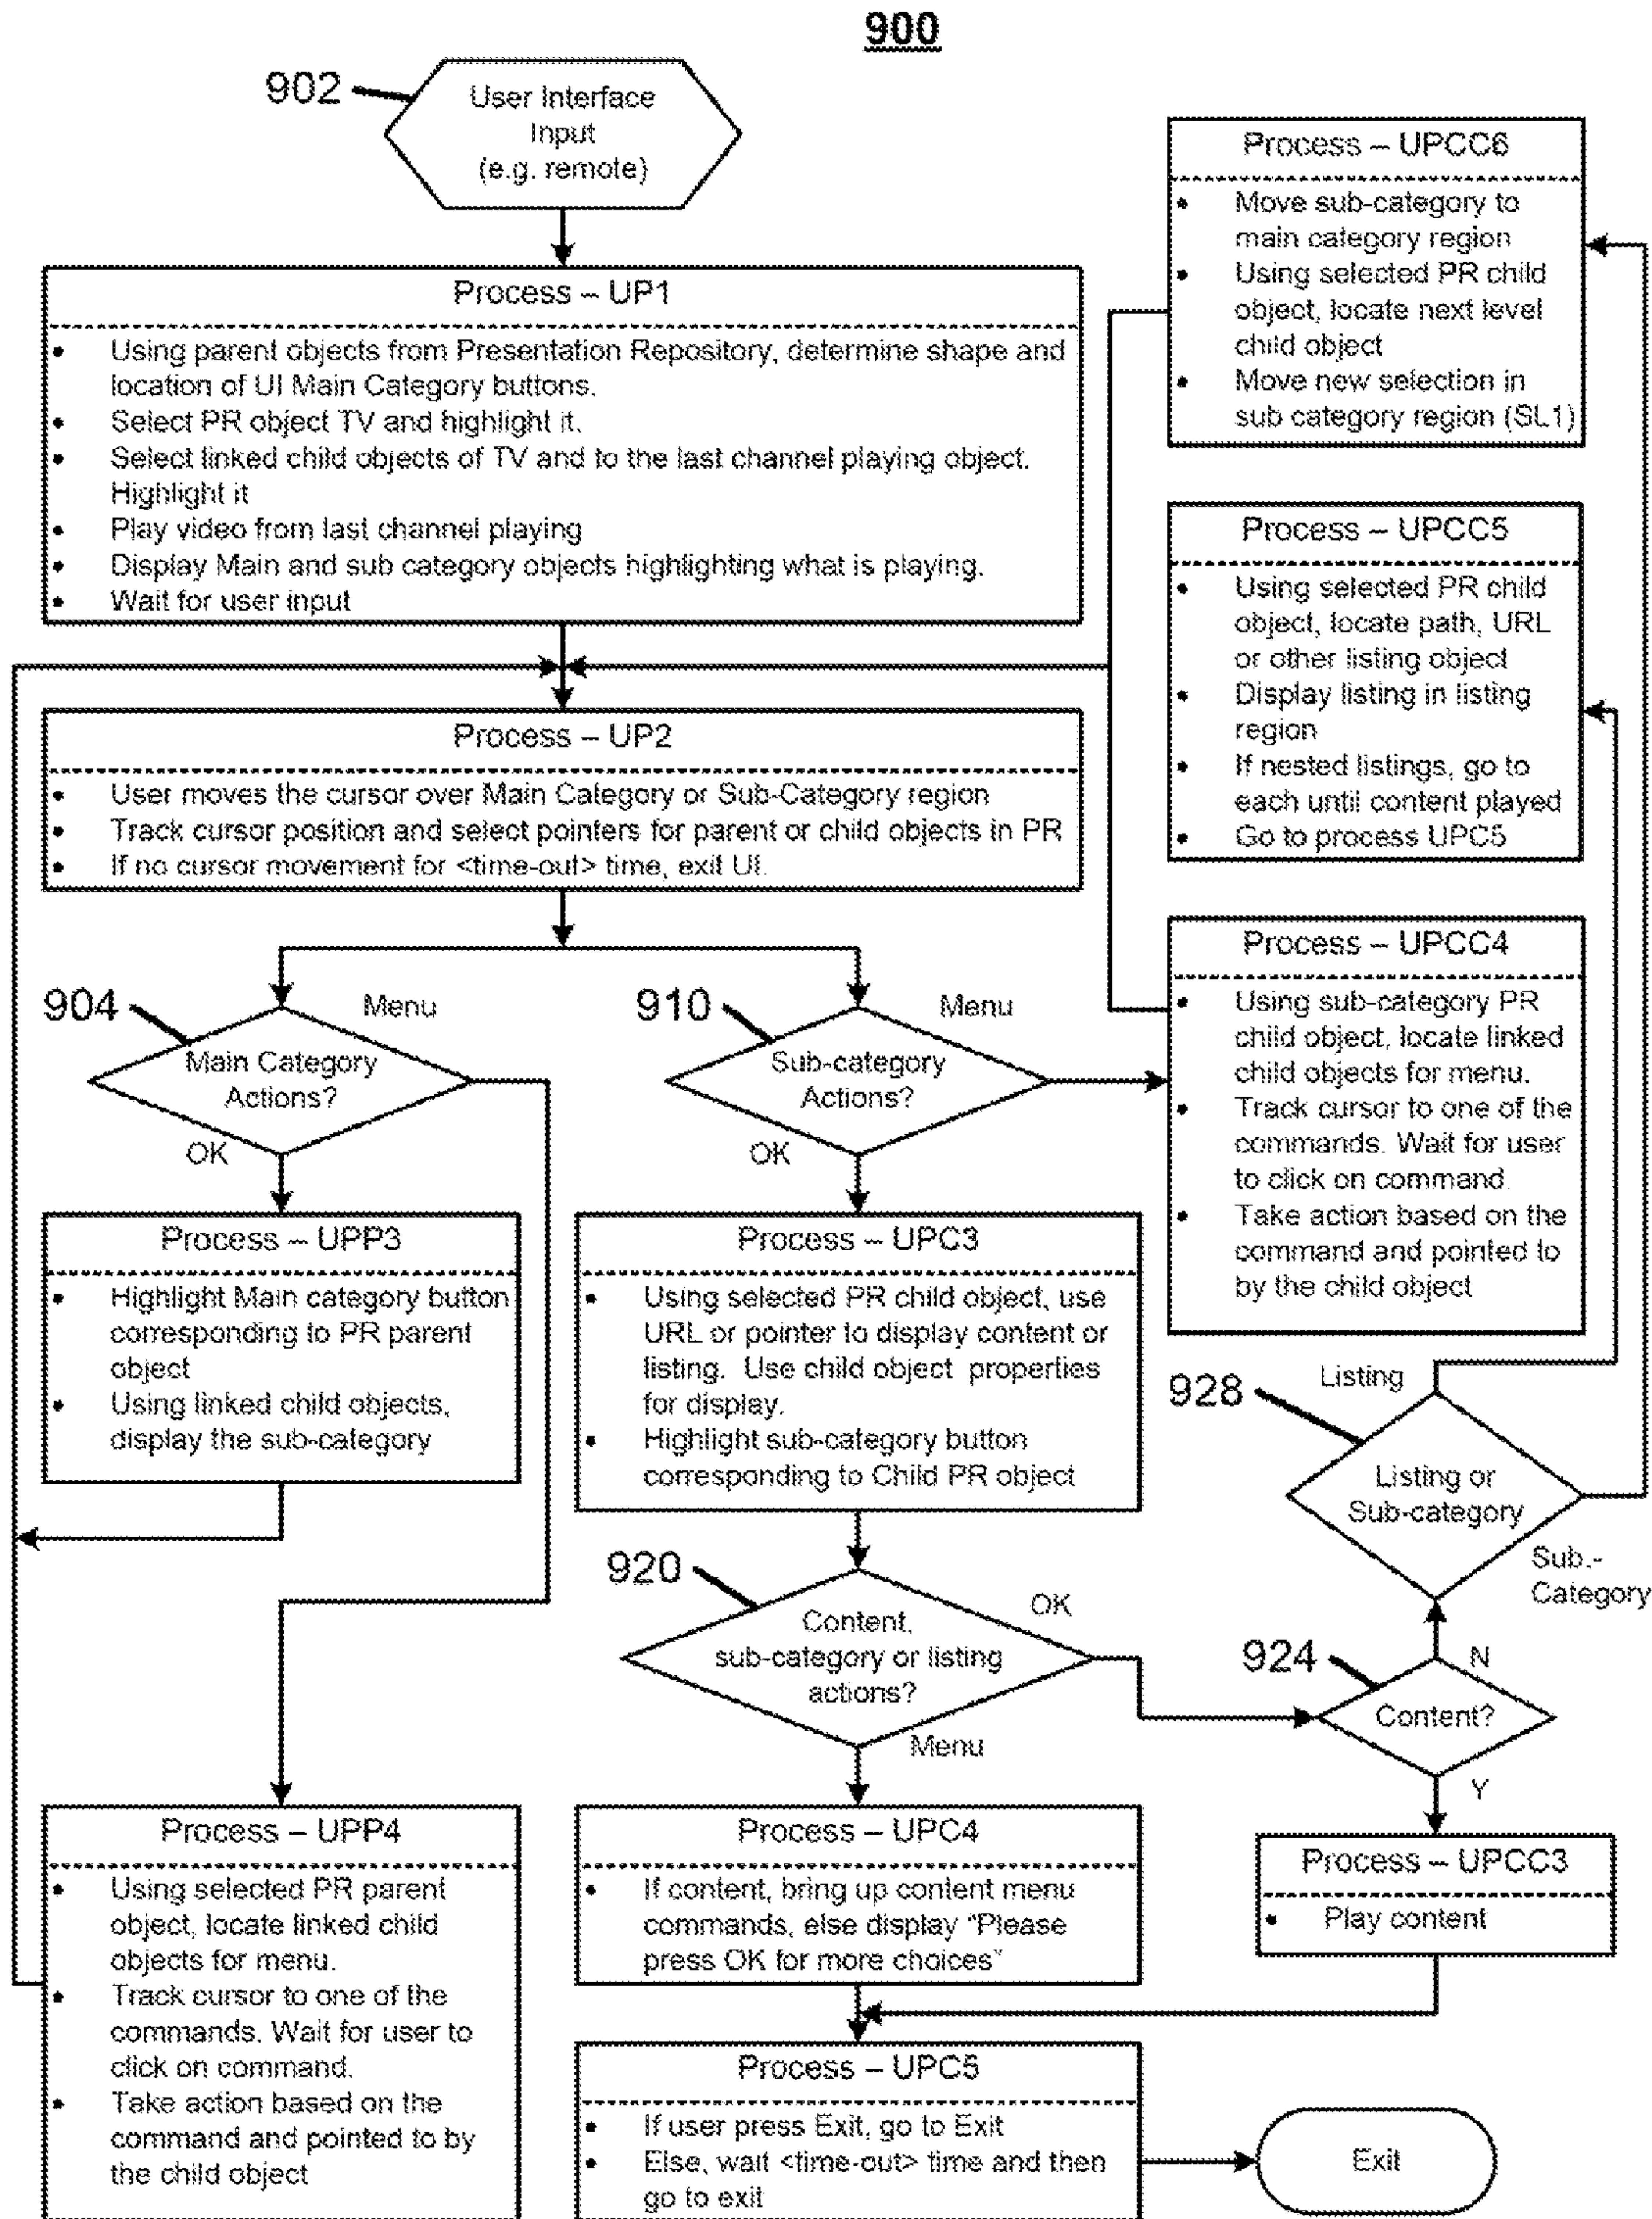 900
902
User Interface
Input
(e.g. remote)
Process – UP1
• Using parent objects from Presentation Repository, determine shape and
location of UI Main Category buttons.
• Select PR object TV and highlight it.
• Select linked child objects of TV and to the last channel playing object.
Highlight it
• Play video from last channel playing
• Display Main and sub category objects highlighting what is playing.
• Wait for user input
Process – UP2
• User moves the cursor over Main Category or Sub-Category region
• Track cursor position and select pointers for parent or child objects in PR
• If no cursor movement for <time-out> time, exit UI.
904
Menu
Main Category
Actions?
OK
910
Menu
Sub-category
Actions?
OK
Process – UPP3
• Highlight Main category button
corresponding to PR parent
object
• Using linked child objects,
display the sub-category
Process – UPC3
• Using selected PR child object, use
URL or pointer to display content or
listing. Use child object properties
for display.
• Highlight sub-category button
corresponding to Child PR object
920
OK
Content,
sub-category or listing
actions?
Menu
Process – UPP4
• Using selected PR parent
object, locate linked child
objects for menu.
• Track cursor to one of the
commands. Wait for user to
click on command.
• Take action based on the
command and pointed to by
the child object
Process – UPC4
• If content, bring up content menu
commands, else display "Please
press OK for more choices"
Process – UPC5
• If user press Exit, go to Exit
• Else, wait <time-out> time and then
go to exit
Exit
Process – UPCC6
• Move sub-category to
main category region
• Using selected PR child
object, locate next level
child object
• Move new selection in
sub category region (SL1)
Process – UPCC5
• Using selected PR child
object, locate path, URL
or other listing object
• Display listing in listing
region
• If nested listings, go to
each until content played
• Go to process UPC5
Process – UPCC4
• Using sub-category PR
child object, locate linked
child objects for menu.
• Track cursor to one of the
commands. Wait for user
to click on command.
• Take action based on the
command and pointed to
by the child object
928
Listing
Listing or
Sub-category
Sub.-
Category
924
N
Content?
Y
Process – UPCC3
• Play content